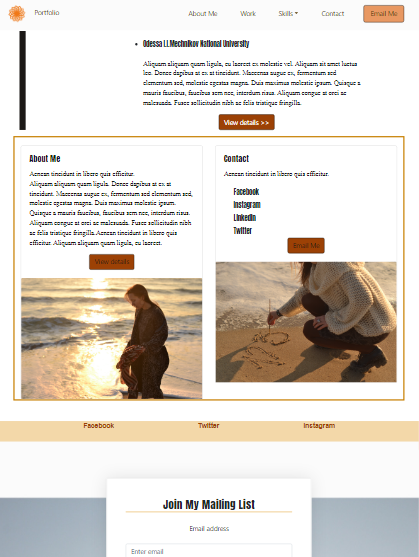 Portfolio About Me Work Skills Contact Email Me
Odessa I.I.Mechnikov National University
Aliquam aliquam quam ligula, eu laoreet ex molestie vel. Aliquam sit amet luctus
leo. Donec dapibus at ex at tincidunt. Maecenas augue ex, fermentum sed
elementum sed, molestie egestas magna. Duis maximus molestie ipsum. Quisque a
mauris faucibus, faucibus sem nec, interdum risus. Aliquam congue at orci ac
malesuada. Fusce sollicitudin nibh ac felis tristique fringilla.
View details >>
About Me
Aenean tincidunt in libero quis efficitur.
Aliquam aliquam quam ligula. Donec dapibus at ex at
tincidunt. Maecenas augue ex, fermentum sed elementum sed,
molestie egestas magna. Duis maximus molestie ipsum.
Quisque a mauris faucibus, faucibus sem nec, interdum risus.
Aliquam congue at orci ac malesuada. Fusce sollicitudin nibh
ac felis tristique fringilla.Aenean tincidunt in libero quis
efficitur. Aliquam aliquam quam ligula, eu laoreet.
View details
Contact
Aenean tincidunt in libero quis efficitur.
Facebook
Instagram
LinkedIn
Twitter
Email Me
Facebook Twitter Instagram
Join My Mailing List
Email address
Enter email